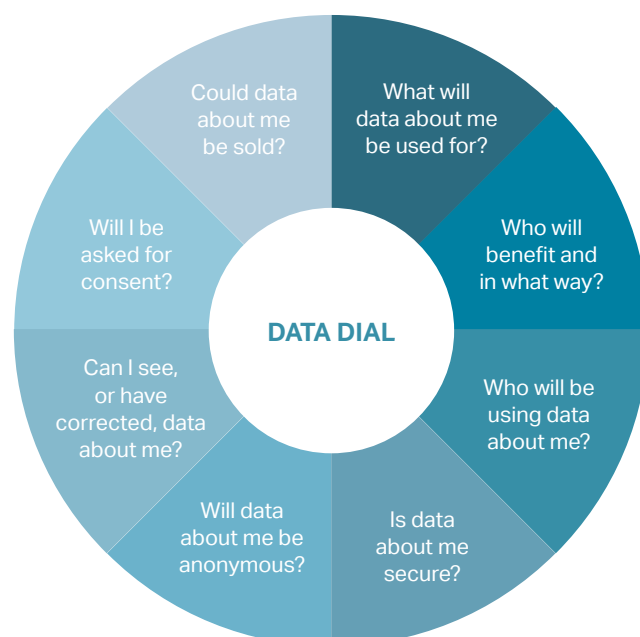 What will
data about me
be used for?
Who will
benefit and
in what way?
Who will be
using data
about me?
Is data
about me
secure?
Will data
about me be
anonymous?
Can I see,
or have
corrected, data
about me?
Will I be
asked for
consent?
Could data
about me
be sold?
DATA DIAL